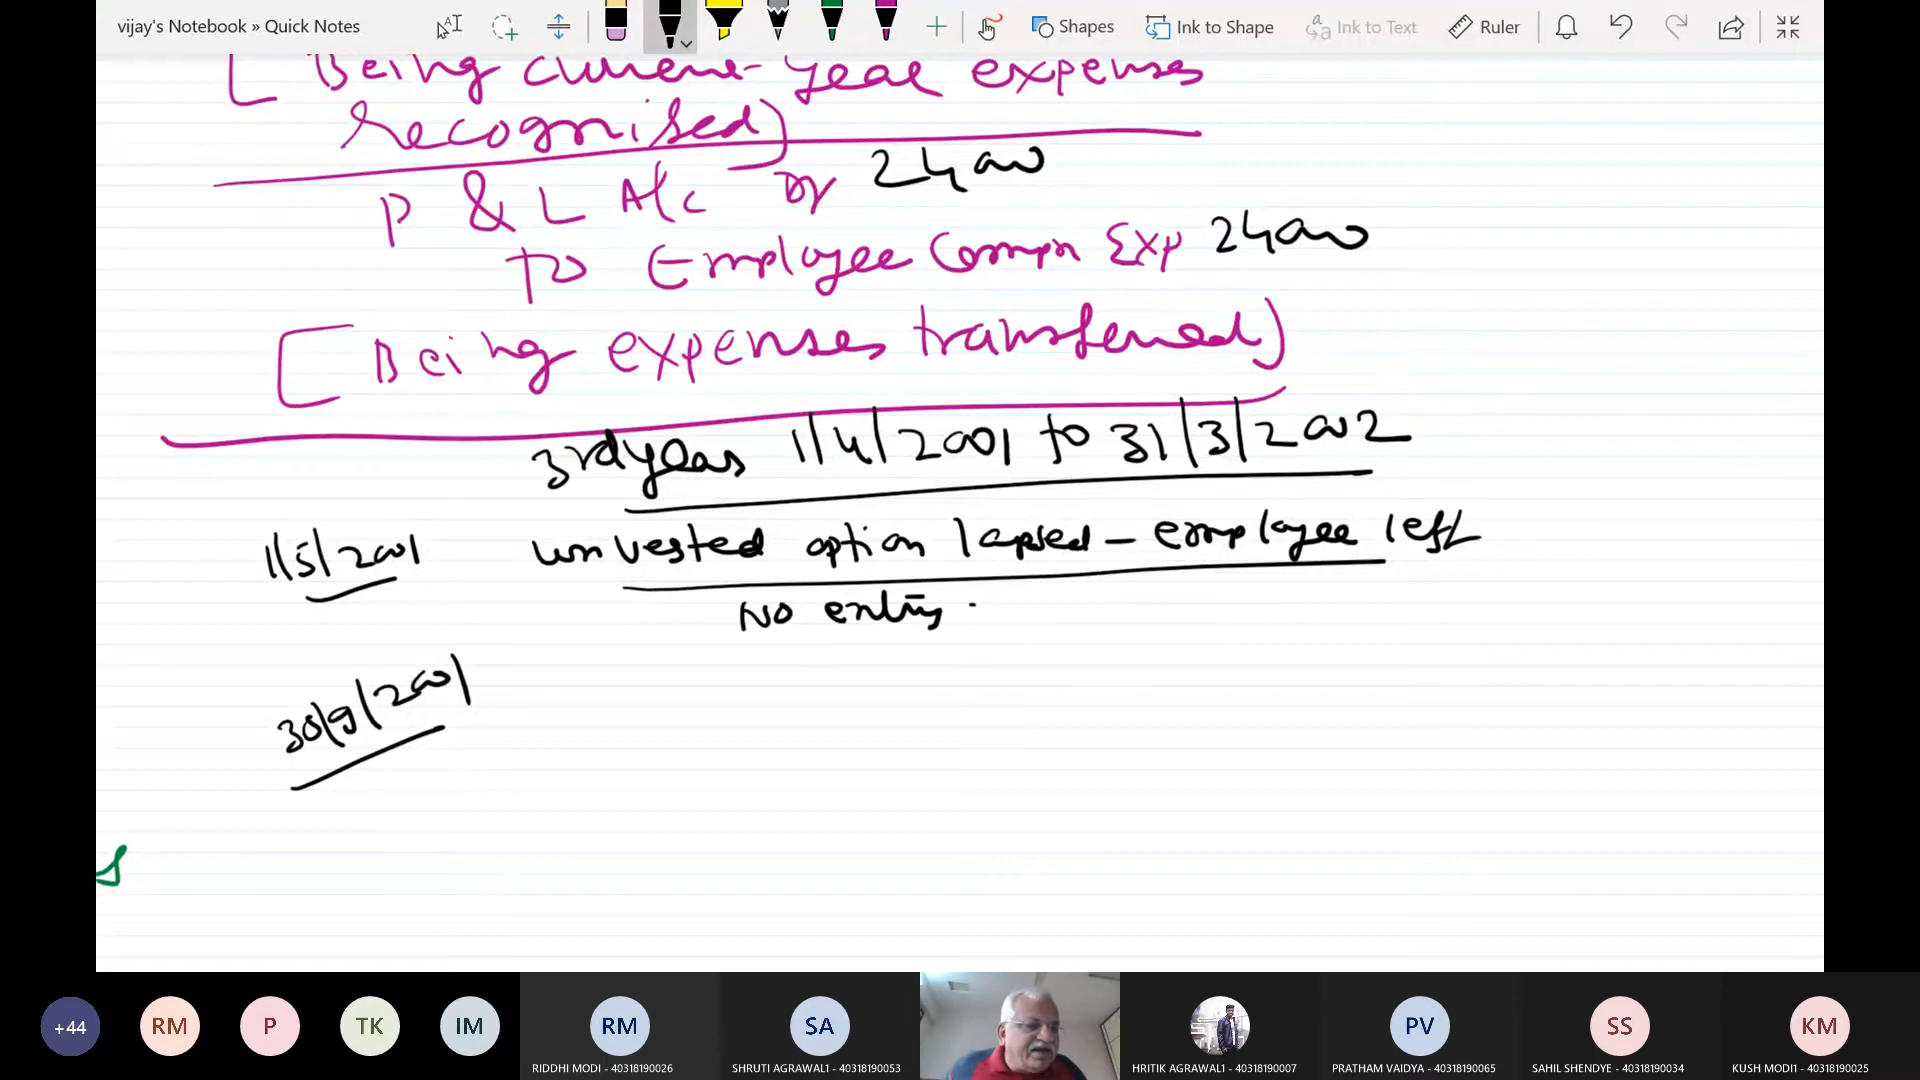 vijay's Notebook » Quick Notes
Shapes
Ink to Shape
Ink to Text
Ruler
[ Being current year expenses
recognised)
P & L A/c Dr 24000
To Employee Compn Exp 24000
[ Being expenses transferred)
3rd year 1/4/2001 to 31/3/2002
1/5/2001 unvested option lapsed - employee left
No entry.
30/9/2001
+44
RM
P
TK
IM
RM
SA
PV
SS
KM
RIDDHI MODI - 40318190026
SHRUTI AGRAWAL1 - 40318190053
HRITIK AGRAWAL1 - 40318190007
PRATHAM VAIDYA - 40318190065
SAHIL SHENDYE - 40318190034
KUSH MODI1 - 40318190025